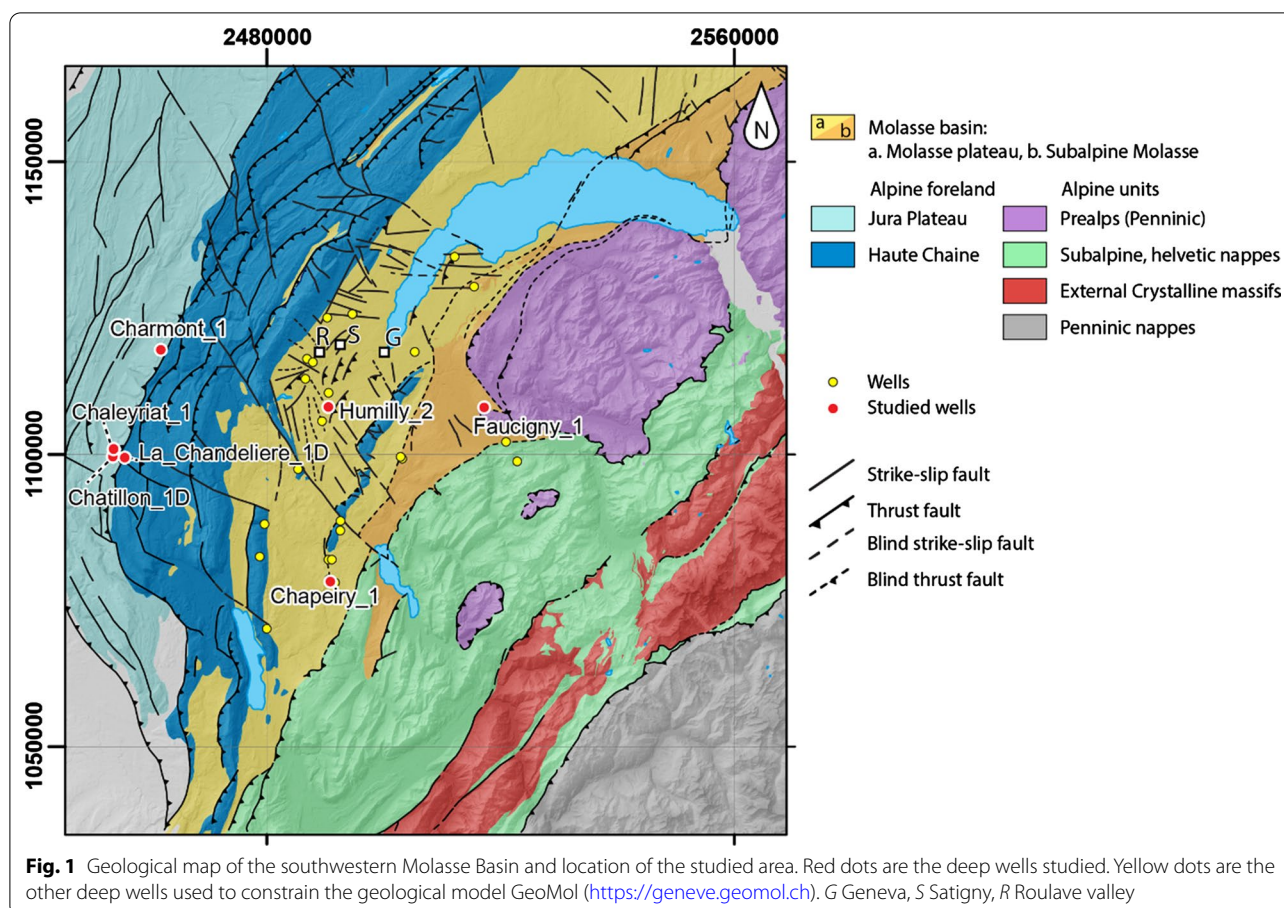 2480000
2560000
1150000
1100000
1050000
N
R
S
G
Charmont_1
Chaleyriat_1
La_Chandeliere_1D
Chatillon_1D
Humilly_2
Faucigny_1
Chapeiry_1
a b
Molasse basin:
a. Molasse plateau, b. Subalpine Molasse
Alpine foreland
Jura Plateau
Haute Chaine
Alpine units
Prealps (Penninic)
Subalpine, helvetic nappes
External Crystalline massifs
Penninic nappes
Wells
Studied wells
Strike-slip fault
Thrust fault
Blind strike-slip fault
Blind thrust fault
Fig. 1 Geological map of the southwestern Molasse Basin and location of the studied area. Red dots are the deep wells studied. Yellow dots are the
other deep wells used to constrain the geological model GeoMol (https://geneve.geomol.ch). G Geneva, S Satigny, R Roulave valley